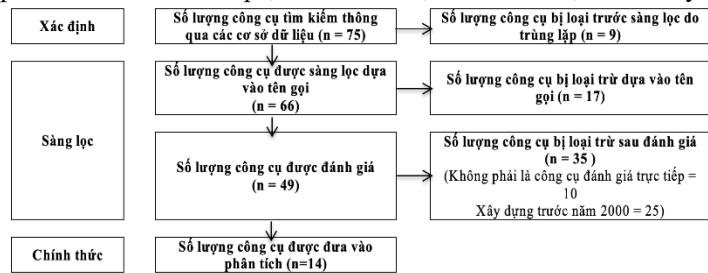 Xác định
Số lượng công cụ tìm kiếm thông
qua các cơ sở dữ liệu (n = 75)
Số lượng công cụ bị loại trước sàng lọc do
trùng lặp (n = 9)
Sàng lọc
Số lượng công cụ được sàng lọc dựa
vào tên gọi
(n = 66)
Số lượng công cụ bị loại trừ dựa vào tên
gọi (n = 17)
Số lượng công cụ được đánh giá
(n = 49)
Số lượng công cụ bị loại trừ sau đánh giá
(n = 35 )
(Không phải là công cụ đánh giá trực tiếp =
10
Xây dựng trước năm 2000 = 25)
Chính thức
Số lượng công cụ được đưa vào
phân tích (n=14)